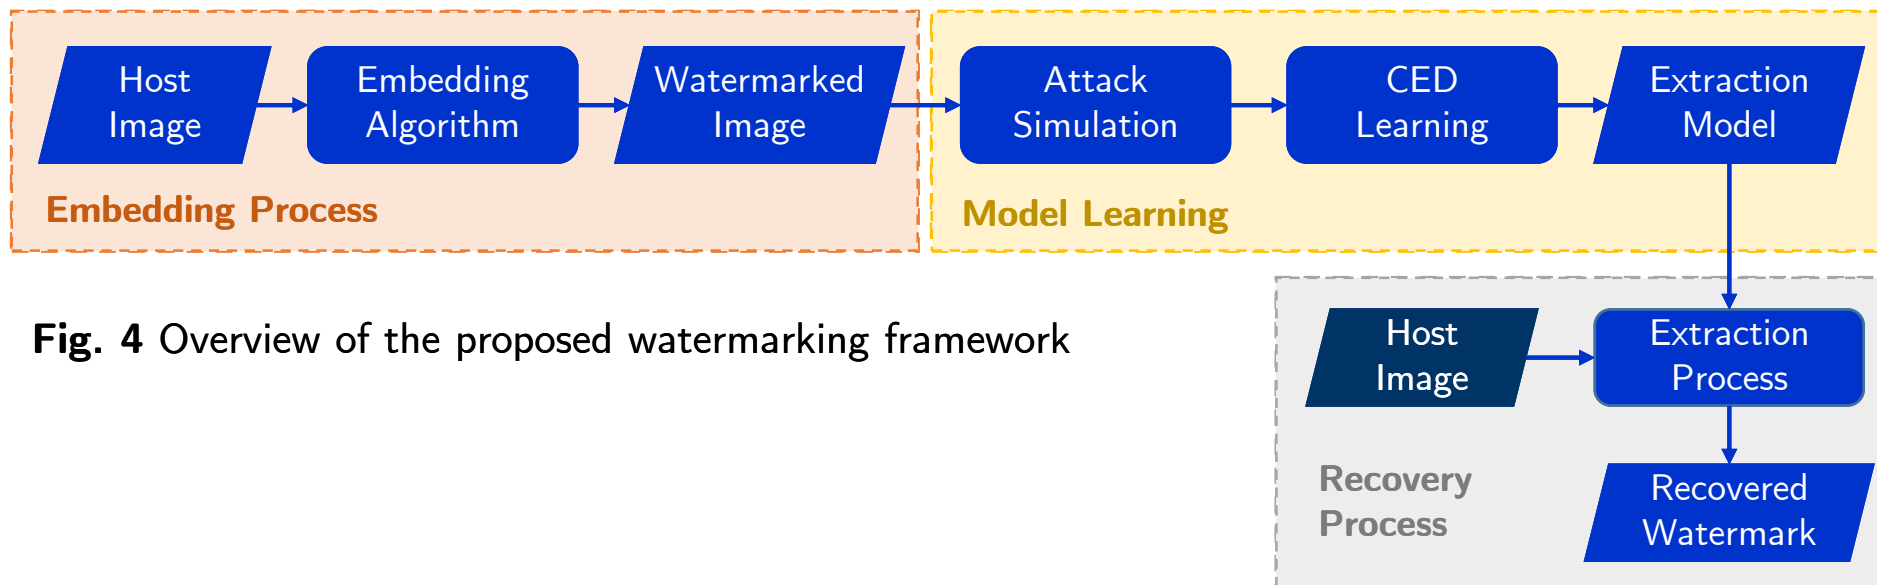 Host
Image
Embedding
Algorithm
Watermarked
Image
Embedding Process
Attack
Simulation
CED
Learning
Extraction
Model
Model Learning
Fig. 4 Overview of the proposed watermarking framework
Host
Image
Extraction
Process
Recovery
Process
Recovered
Watermark